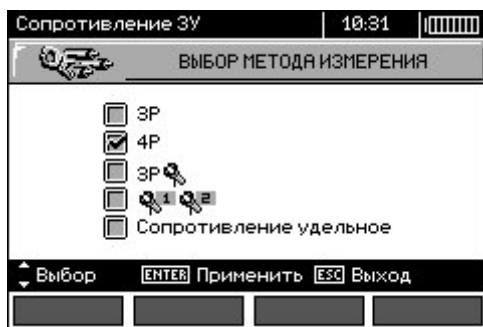 Сопротивление ЗУ 10:31
ВЫБОР МЕТОДА ИЗМЕРЕНИЯ
3P
4P
3P
1 2
Сопротивление удельное
Выбор ENTER Применить ESC Выход